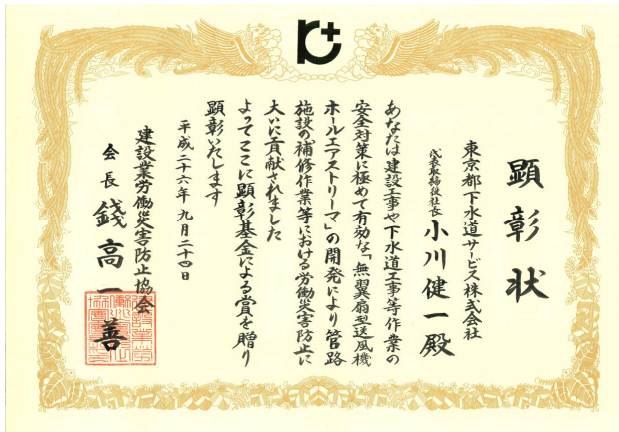 顕彰状
東京都下水道サービス株式会社
代表取締役社長 小川健一殿
あなたは建設工事や下水道工事等作業の
安全対策に極めて有効な「無翼扇型送風機
ホールエアストリーマ」の開発により管路
施設の補修作業等における労働災害防止に
大いに貢献されました
よってここに顕彰基金による賞を贈り
顕彰いたします
平成二十六年九月二十四日
建設業労働災害防止協会
会長 錢高一善